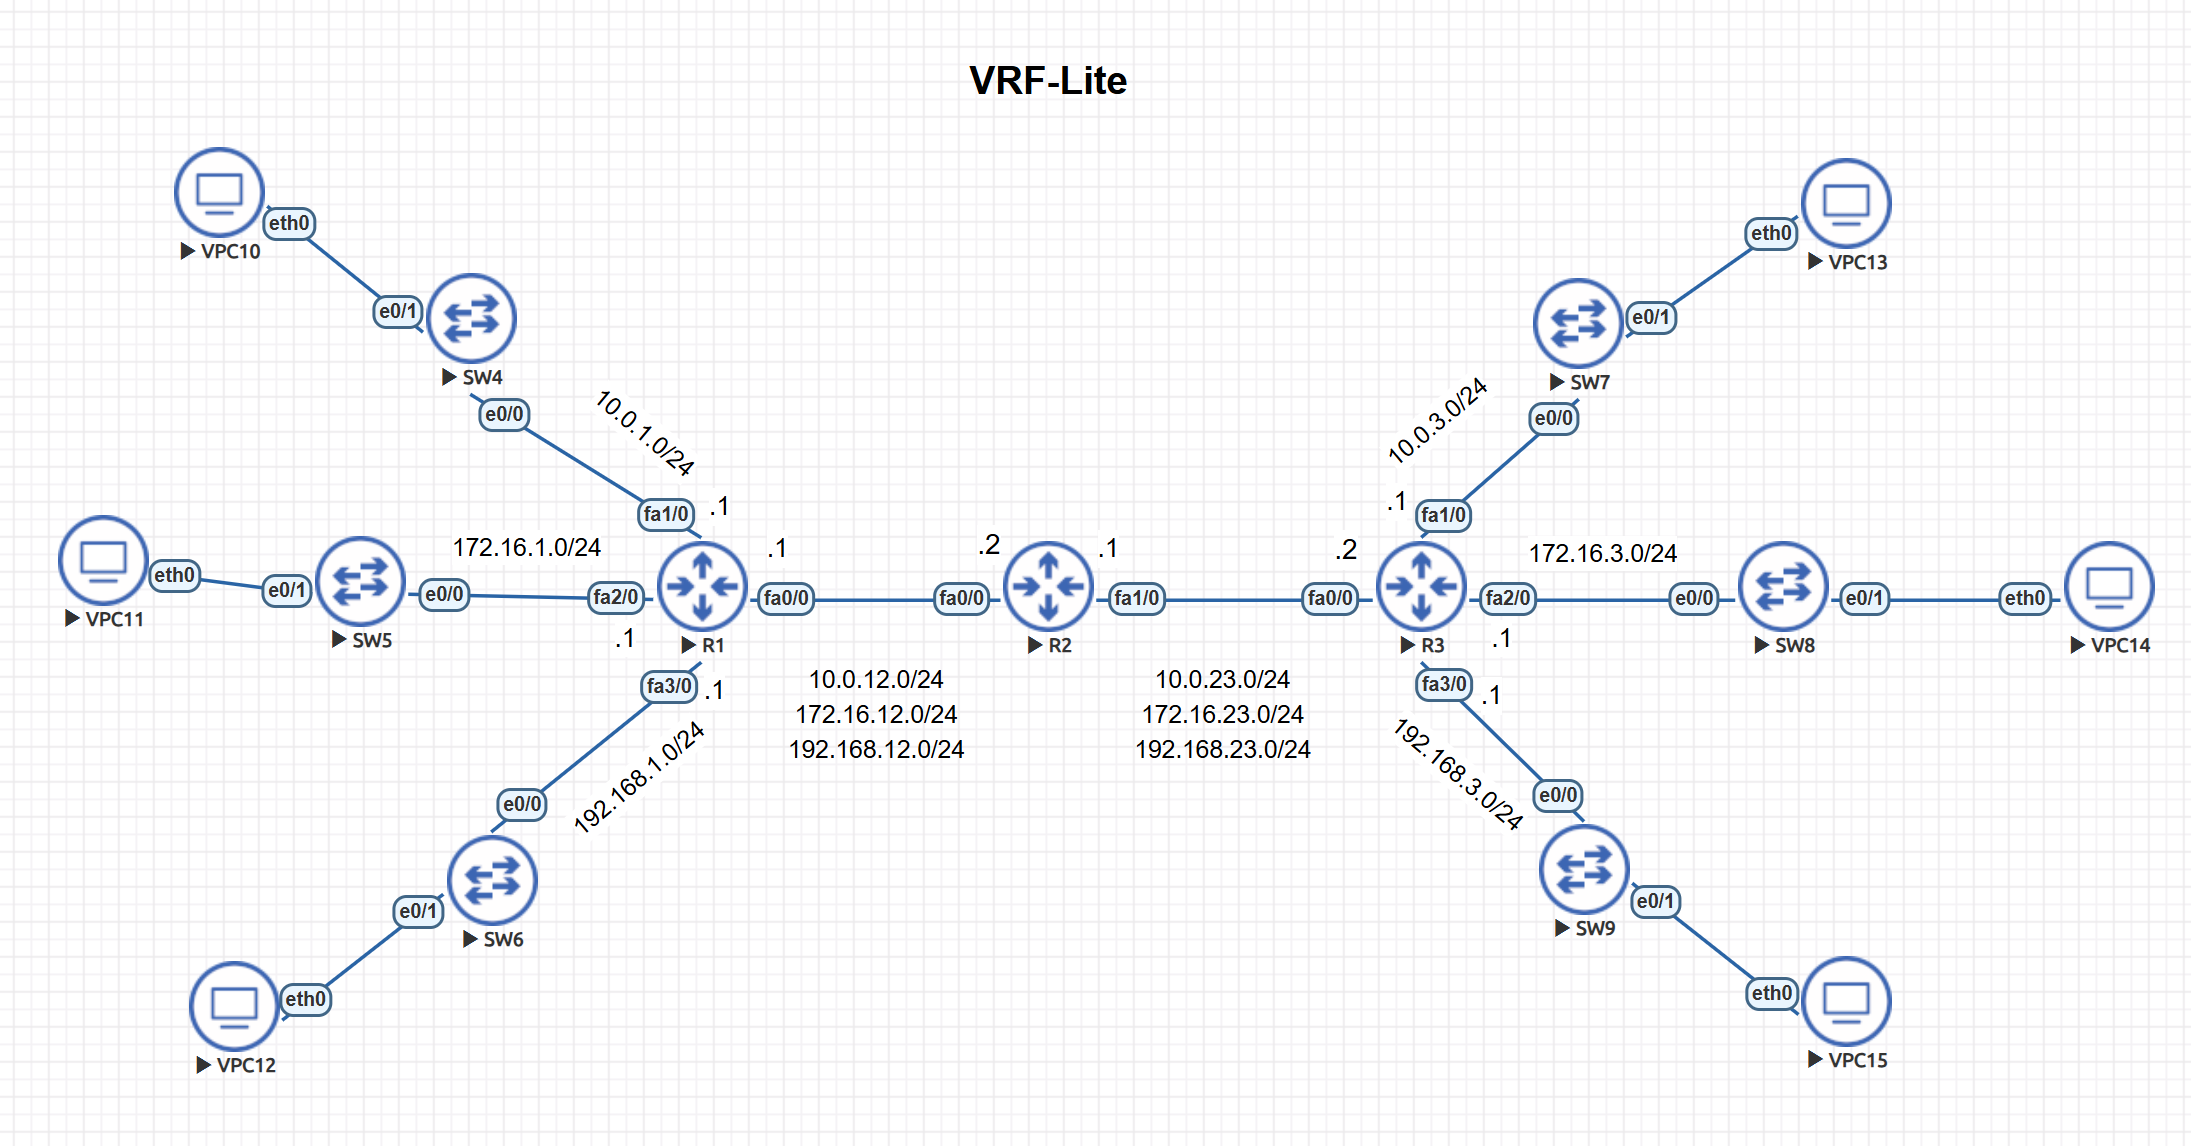 VRF-Lite
VPC10
eth0
e0/1
SW4
e0/0
10.0.1.0/24
fa1/0
.1
VPC11
eth0
e0/1
SW5
e0/0
172.16.1.0/24
fa2/0
.1
R1
.1
fa0/0
fa3/0
.1
192.168.1.0/24
e0/0
SW6
e0/1
eth0
VPC12
10.0.12.0/24
172.16.12.0/24
192.168.12.0/24
.2
fa0/0
R2
.1
fa1/0
10.0.23.0/24
172.16.23.0/24
192.168.23.0/24
.2
fa0/0
R3
.1
fa1/0
10.0.3.0/24
e0/0
SW7
e0/1
eth0
VPC13
172.16.3.0/24
fa2/0
.1
e0/0
SW8
e0/1
eth0
VPC14
fa3/0
.1
192.168.3.0/24
e0/0
SW9
e0/1
eth0
VPC15